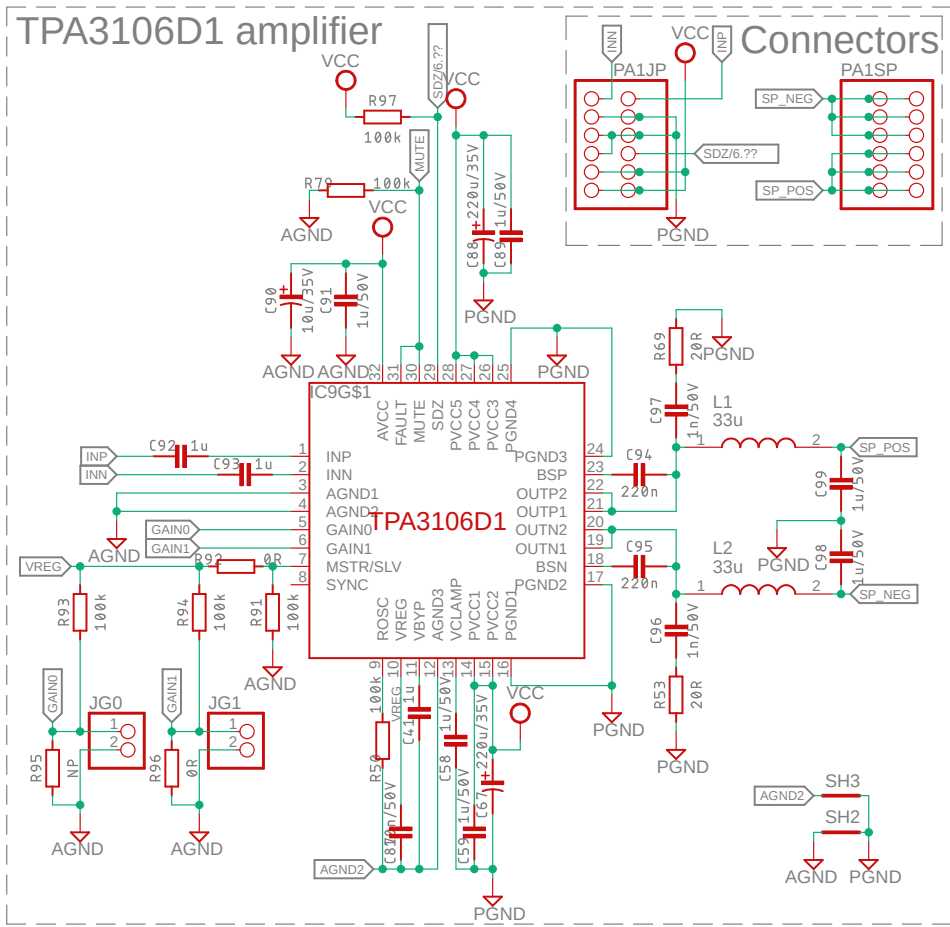 TPA3106D1 amplifier
Connectors
VCC
R97
100k
SDZ/6.??
VCC
MUTE
R79
100k
AGND
VCC
C88
220u/35V
C89
1u/50V
PGND
C90
10u/35V
C91
1u/50V
AGND
AGND
INN
VCC
INP
PA1JP
SDZ/6.??
PGND
PA1SP
SP_NEG
SP_POS
PGND
R69
20R
PGND
C97
1n/50V
IC9G$1
32
31
30
29
28
27
26
25
AVCC
FAULT
MUTE
SDZ
PVCC5
PVCC4
PVCC3
PGND4
INP
C92
1u
INN
C93
1u
1
2
3
4
5
6
7
8
INP
INN
AGND1
AGND2
GAIN0
GAIN1
MSTR/SLV
SYNC
TPA3106D1
PGND3
BSP
OUTP2
OUTP1
OUTN2
OUTN1
BSN
PGND2
24
23
22
21
20
19
18
17
AGND
GAIN0
GAIN1
VREG
R92
0R
C94
220n
C95
220n
L1
33u
1
2
SP_POS
C99
1u/50V
PGND
C98
1u/50V
L2
33u
1
2
SP_NEG
C96
1n/50V
R53
20R
PGND
R93
100k
R94
100k
R91
100k
AGND
ROSC
VREG
VBYP
AGND3
VCLAMP
PVCC1
PVCC2
PGND1
9
10
11
12
13
14
15
16
GAIN0
JG0
1
2
R95
NP
AGND
GAIN1
JG1
1
2
R96
0R
AGND
100k
R50
VREG
1u
C41
1u/50V
C58
220u/35V
C67
1u/50V
C59
VCC
PGND
AGND2
PGND
AGND2
SH3
SH2
AGND
PGND